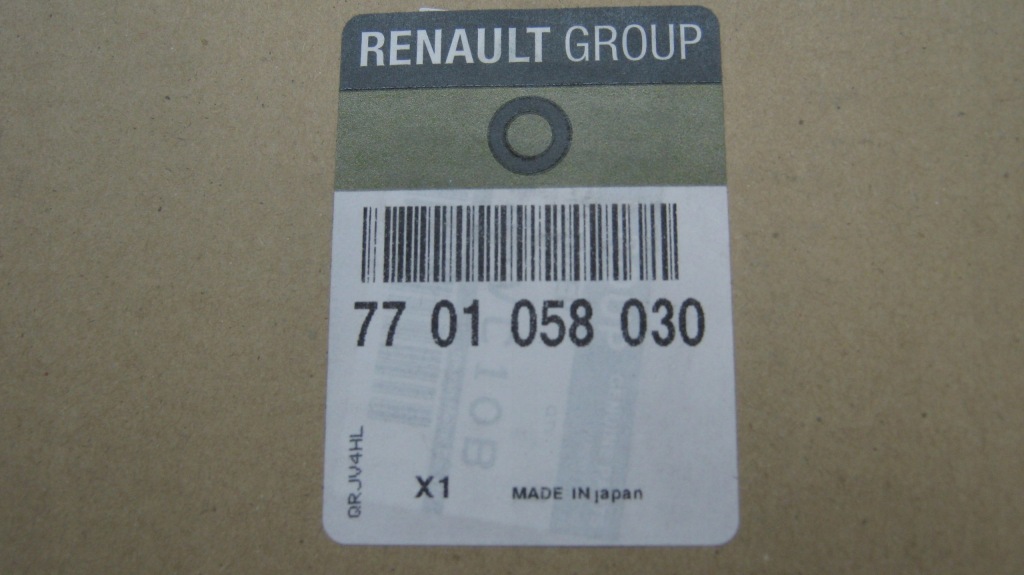 RENAULT GROUP
77 01 058 030
QRJV4HL
X1
MADE IN japan